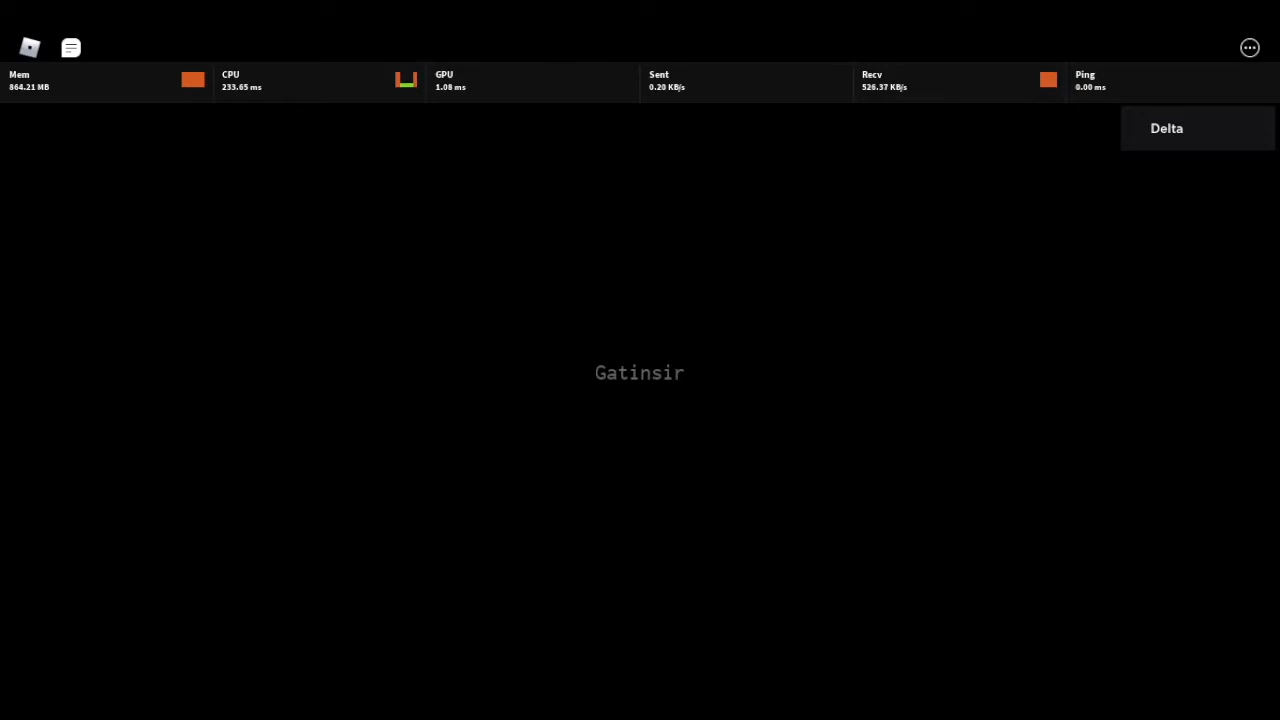 Mem
864.21 MB
CPU
233.65 ms
GPU
1.08 ms
Sent
0.20 KB/s
Recv
526.37 KB/s
Ping
0.00 ms
Delta
Gatinsir